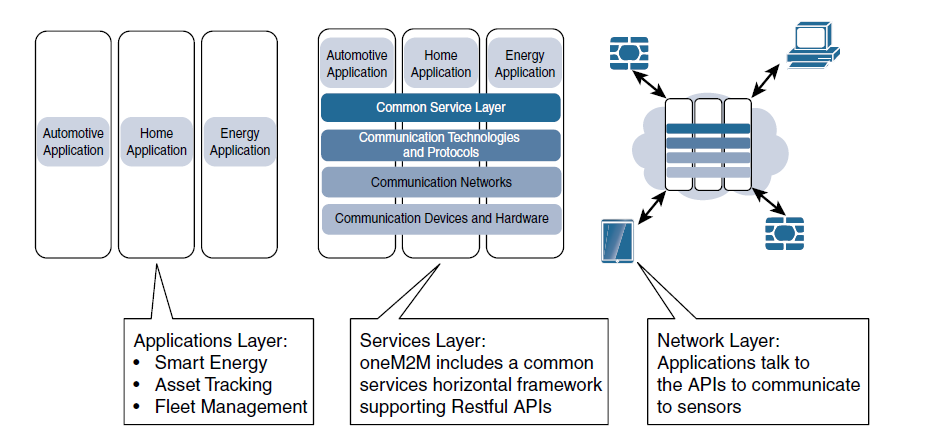 Automotive
Application
Home
Application
Energy
Application
Automotive
Application
Home
Application
Energy
Application
Common Service Layer
Communication Technologies
and Protocols
Communication Networks
Communication Devices and Hardware
Applications Layer:
• Smart Energy
• Asset Tracking
• Fleet Management
Services Layer:
oneM2M includes a common
services horizontal framework
supporting Restful APIs
Network Layer:
Applications talk to
the APIs to communicate
to sensors